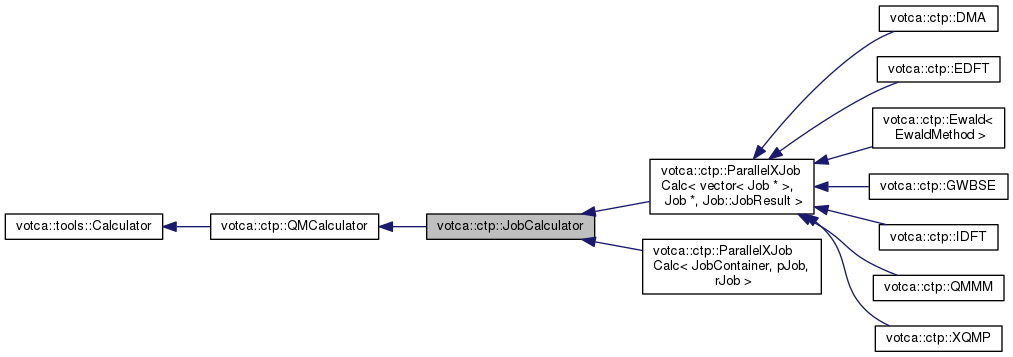 votca::tools::Calculator
votca::ctp::QMCalculator
votca::ctp::JobCalculator
votca::ctp::ParallelXJob
Calc< vector< Job * >,
Job *, Job::JobResult >
votca::ctp::ParallelXJob
Calc< JobContainer, pJob,
rJob >
votca::ctp::DMA
votca::ctp::EDFT
votca::ctp::Ewald<
EwaldMethod >
votca::ctp::GWBSE
votca::ctp::IDFT
votca::ctp::QMMM
votca::ctp::XQMP